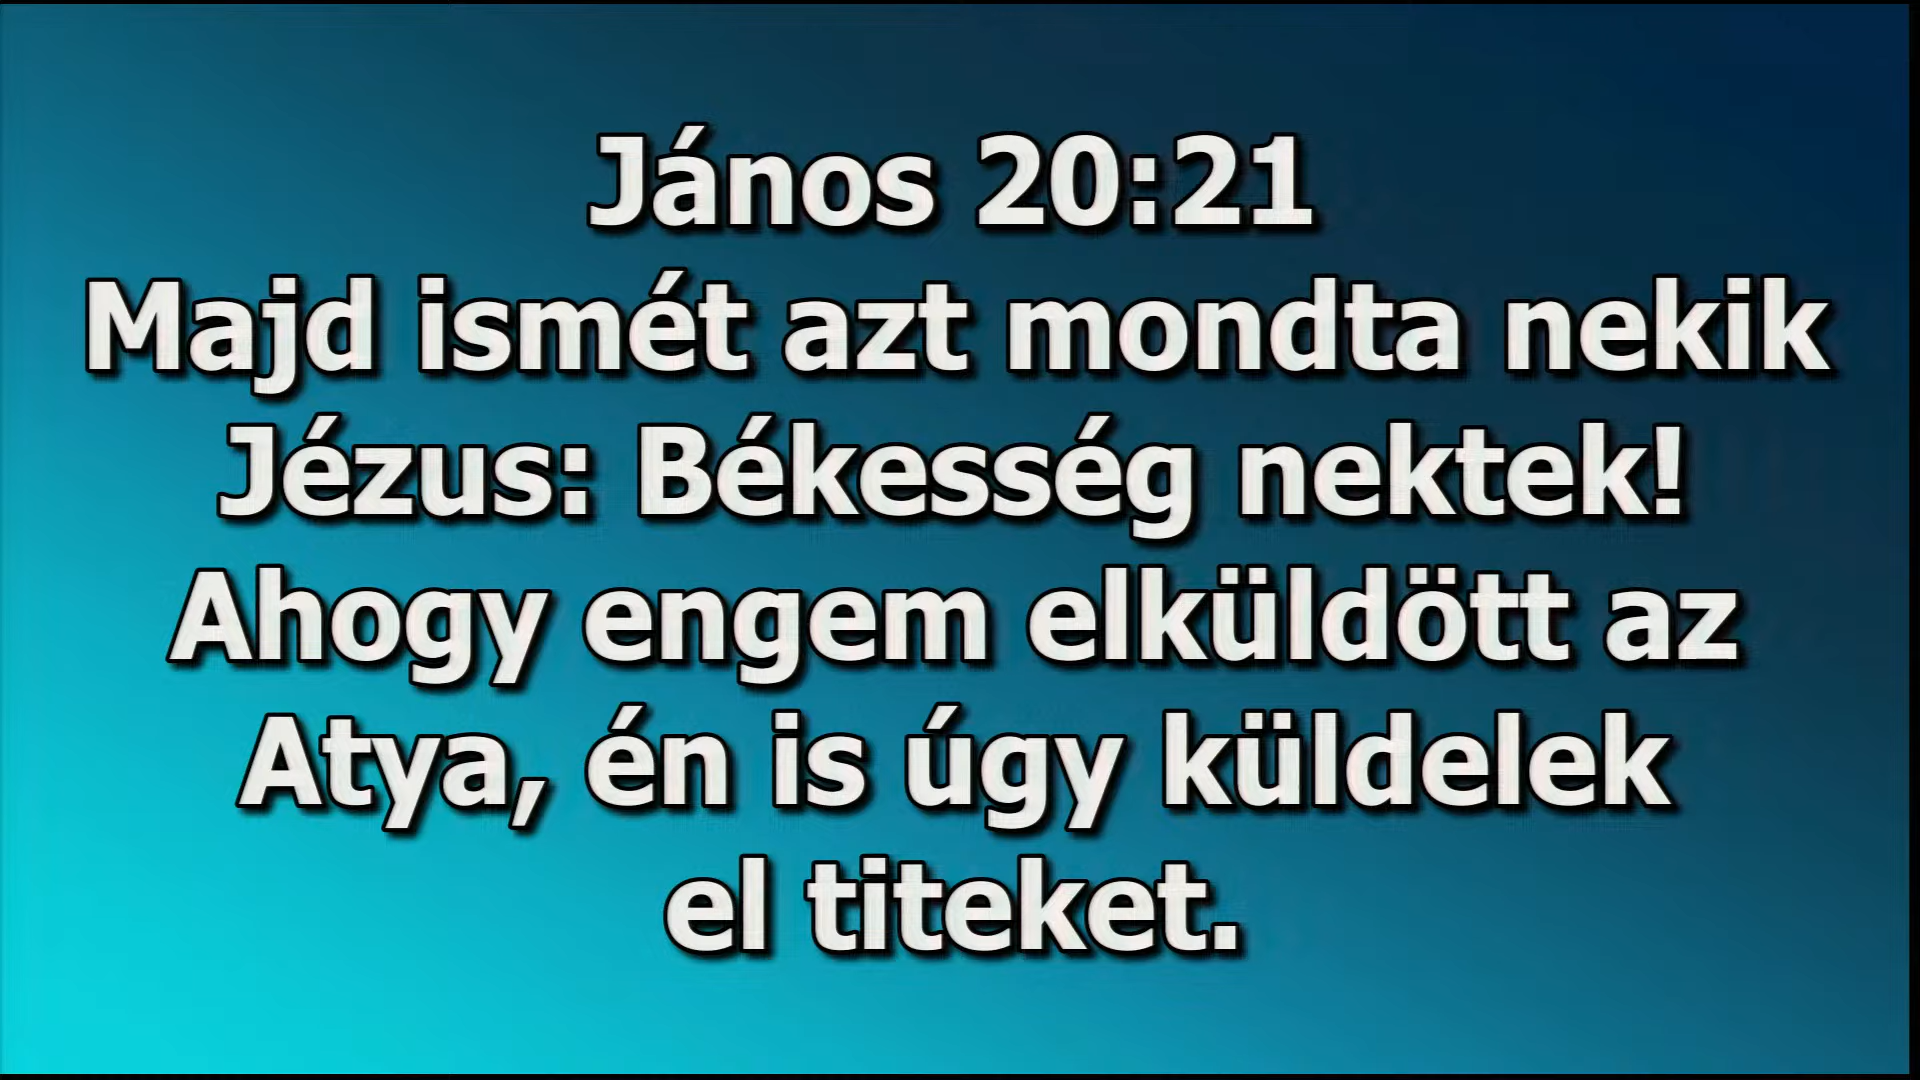 János 20:21
Majd ismét azt mondta nekik
Jézus: Békesség nektek!
Ahogy engem elküldött az
Atya, én is úgy küldelek
el titeket.